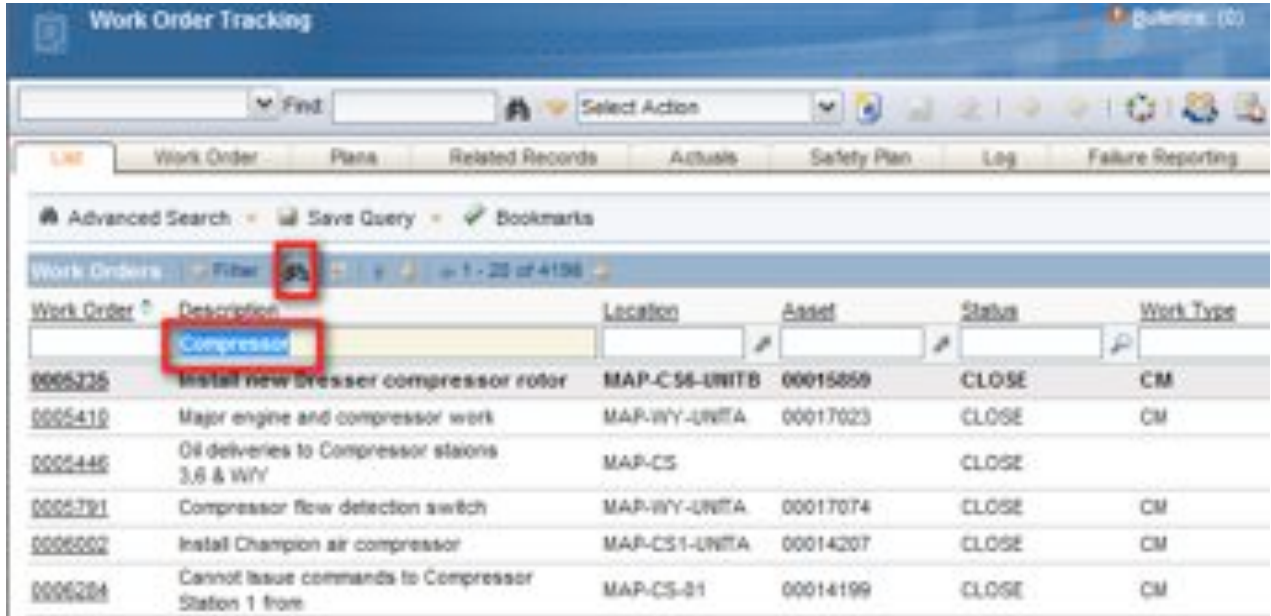 Work Order Tracking
Bulletins: (0)
Find: Select Action
List Work Order Plans Related Records Actuals Safety Plan Log Failure Reporting
Advanced Search Save Query Bookmarks
Work Orders Filter 1 - 20 of 4196
Work Order Description Location Asset Status Work Type
Compressor
0005235 Install new Dresser compressor rotor MAP-CS6-UNITB 00015859 CLOSE CM
0005410 Major engine and compressor work MAP-WY-UNITA 00017023 CLOSE CM
0005446 Oil deliveries to Compressor staions MAP-CS CLOSE
3,6 & W/Y
0005791 Compressor flow detection switch MAP-WY-UNITA 00017074 CLOSE CM
0006002 Install Champion air compressor MAP-CS1-UNITA 00014207 CLOSE CM
0006284 Cannot Issue commands to Compressor MAP-CS-01 00014199 CLOSE CM
Station 1 from